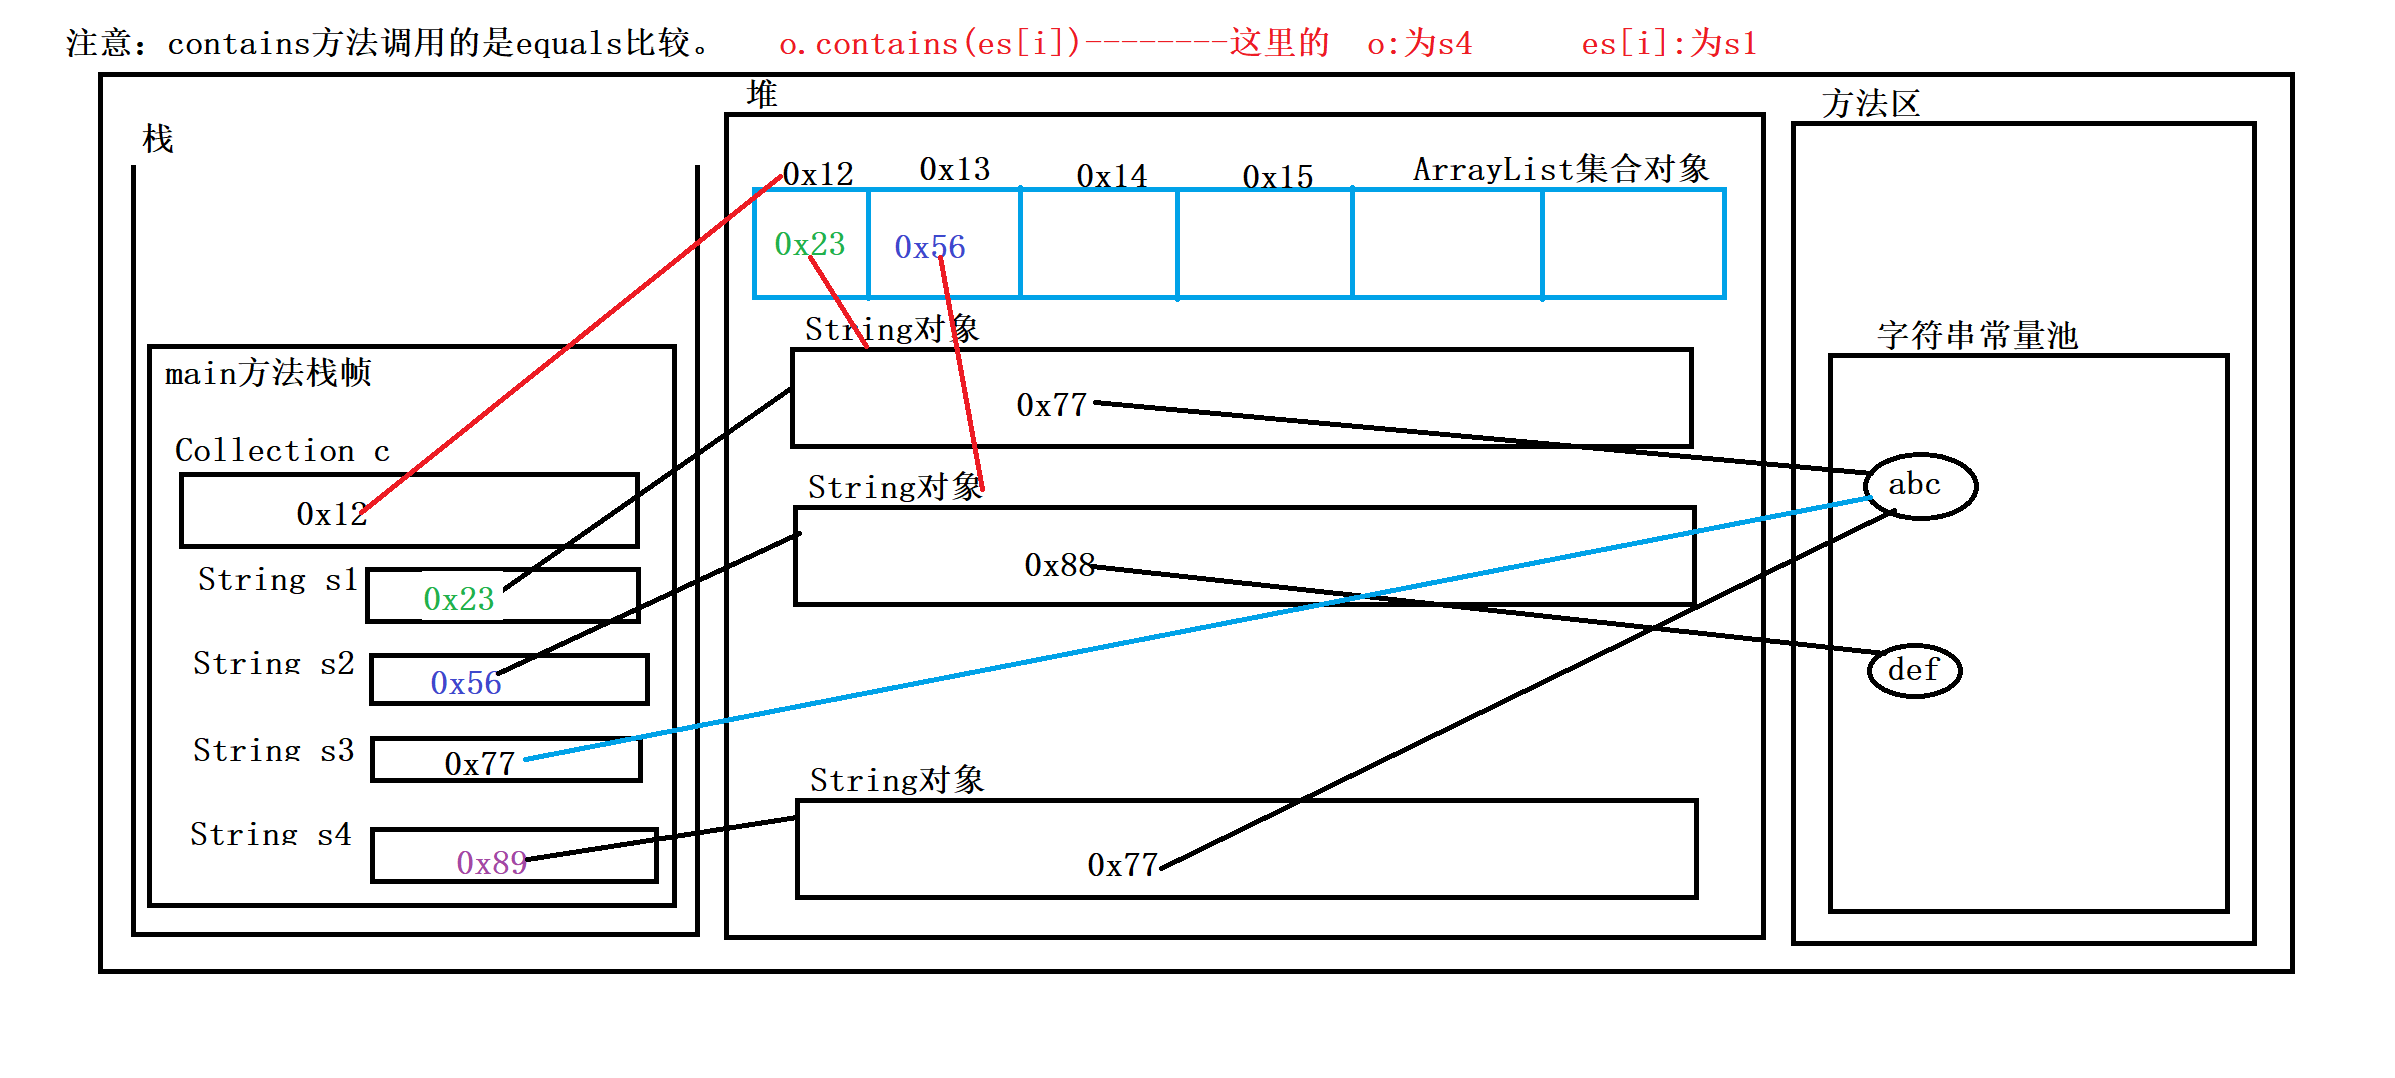 注意：contains方法调用的是equals比较。 o.contains(es[i])--------这里的 o:为s4 es[i]:为s1
堆
方法区
栈
0x12 0x13 0x14 0x15 ArrayList集合对象
0x23 0x56
String对象
字符串常量池
main方法栈帧
0x77
Collection c
abc
String对象
0x12
0x88
String s1
0x23
String s2
def
0x56
String s3
0x77
String对象
String s4
0x89
0x77